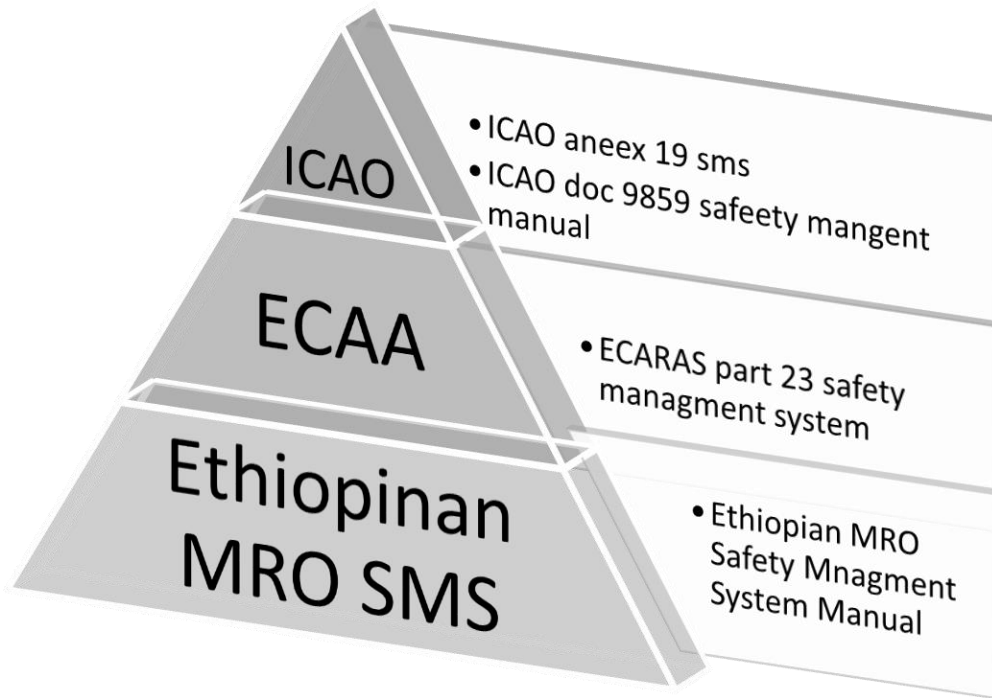 ICAO
• ICAO aneex 19 sms
• ICAO doc 9859 safeety mangent
manual
ECAA
• ECARAS part 23 safety
managment system
Ethiopinan
MRO SMS
• Ethiopian MRO
Safety Mnagment
System Manual